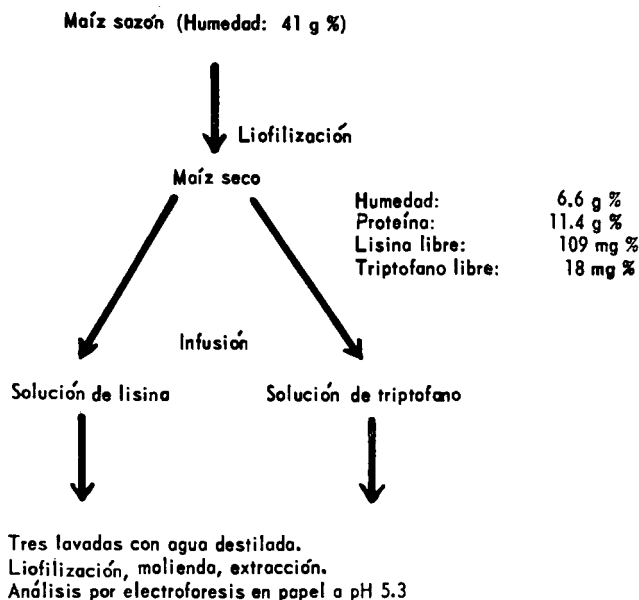 Maíz sazón (Humedad: 41 g %)
Liofilización
Maíz seco
Humedad: 6.6 g %
Proteína: 11.4 g %
Lisina libre: 109 mg %
Triptofano libre: 18 mg %
Infusión
Solución de lisina
Solución de triptofano
Tres lavadas con agua destilada.
Liofilización, molienda, extracción.
Análisis por electroforesis en papel a pH 5.3